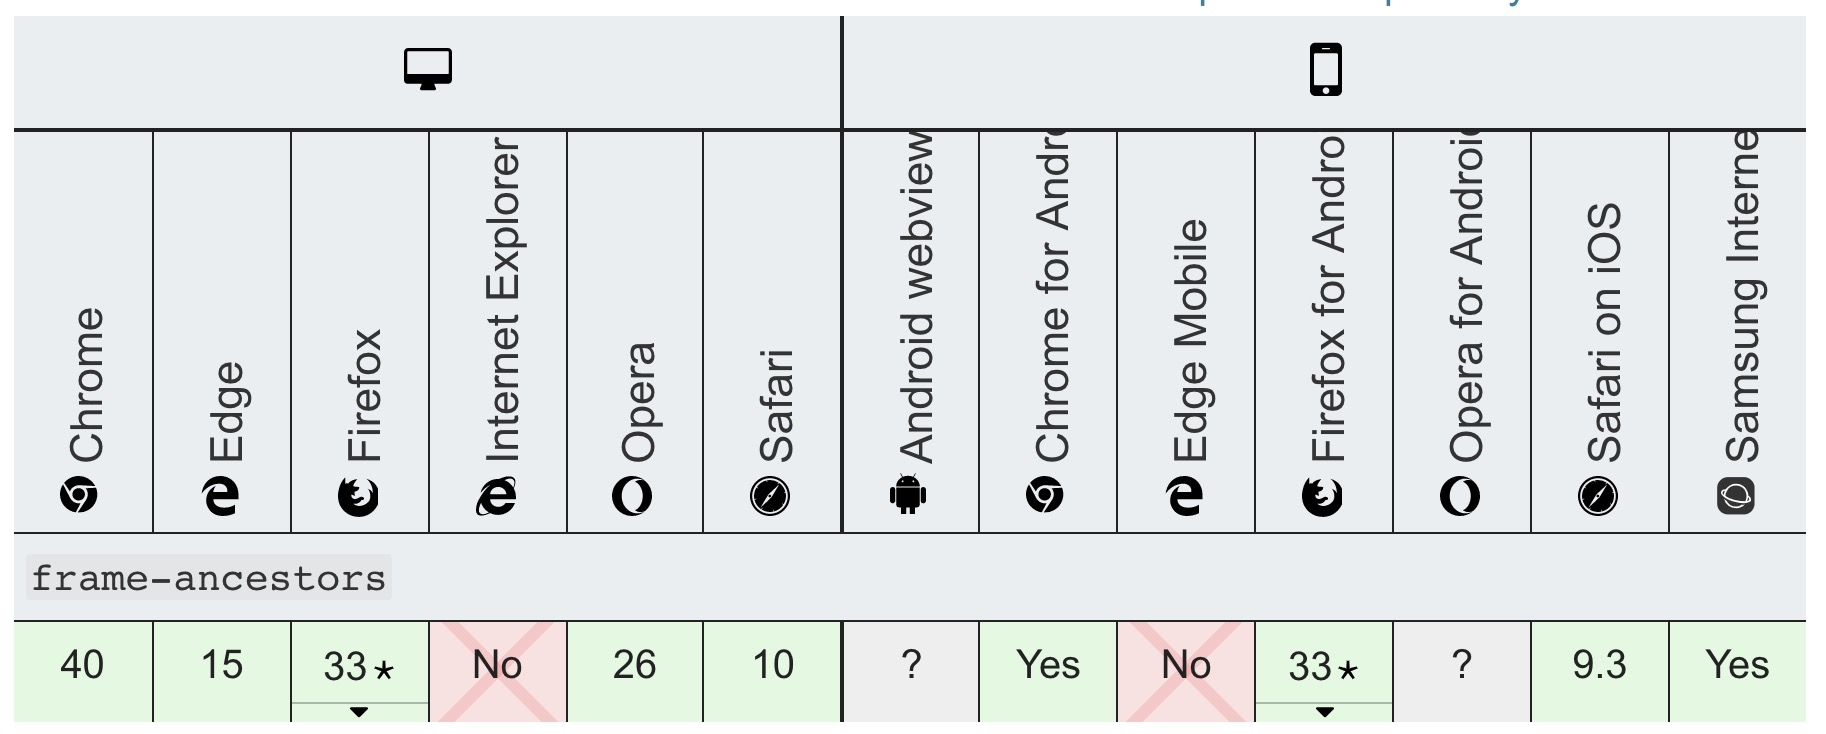 Chrome
Edge
Firefox
Internet Explorer
Opera
Safari
Android webview
Chrome for Andro
Edge Mobile
Firefox for Andro
Opera for Androi
Safari on iOS
Samsung Interne
frame-ancestors
40 15 33* No 26 10 ? Yes No 33* ? 9.3 Yes